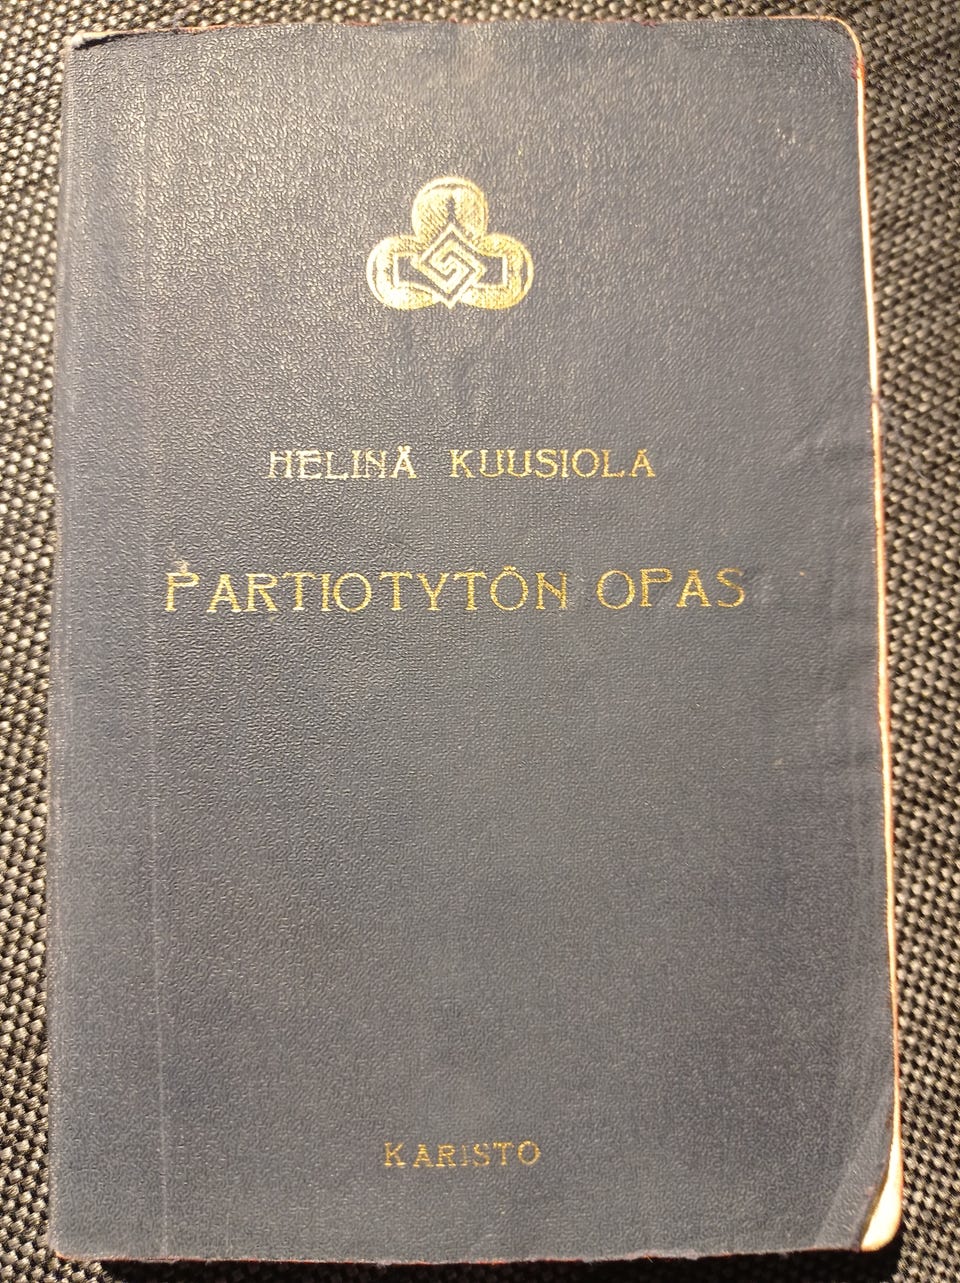 HELINÄ KUUSIOLA
PARTIOTYTÖN OPAS
KARISTO